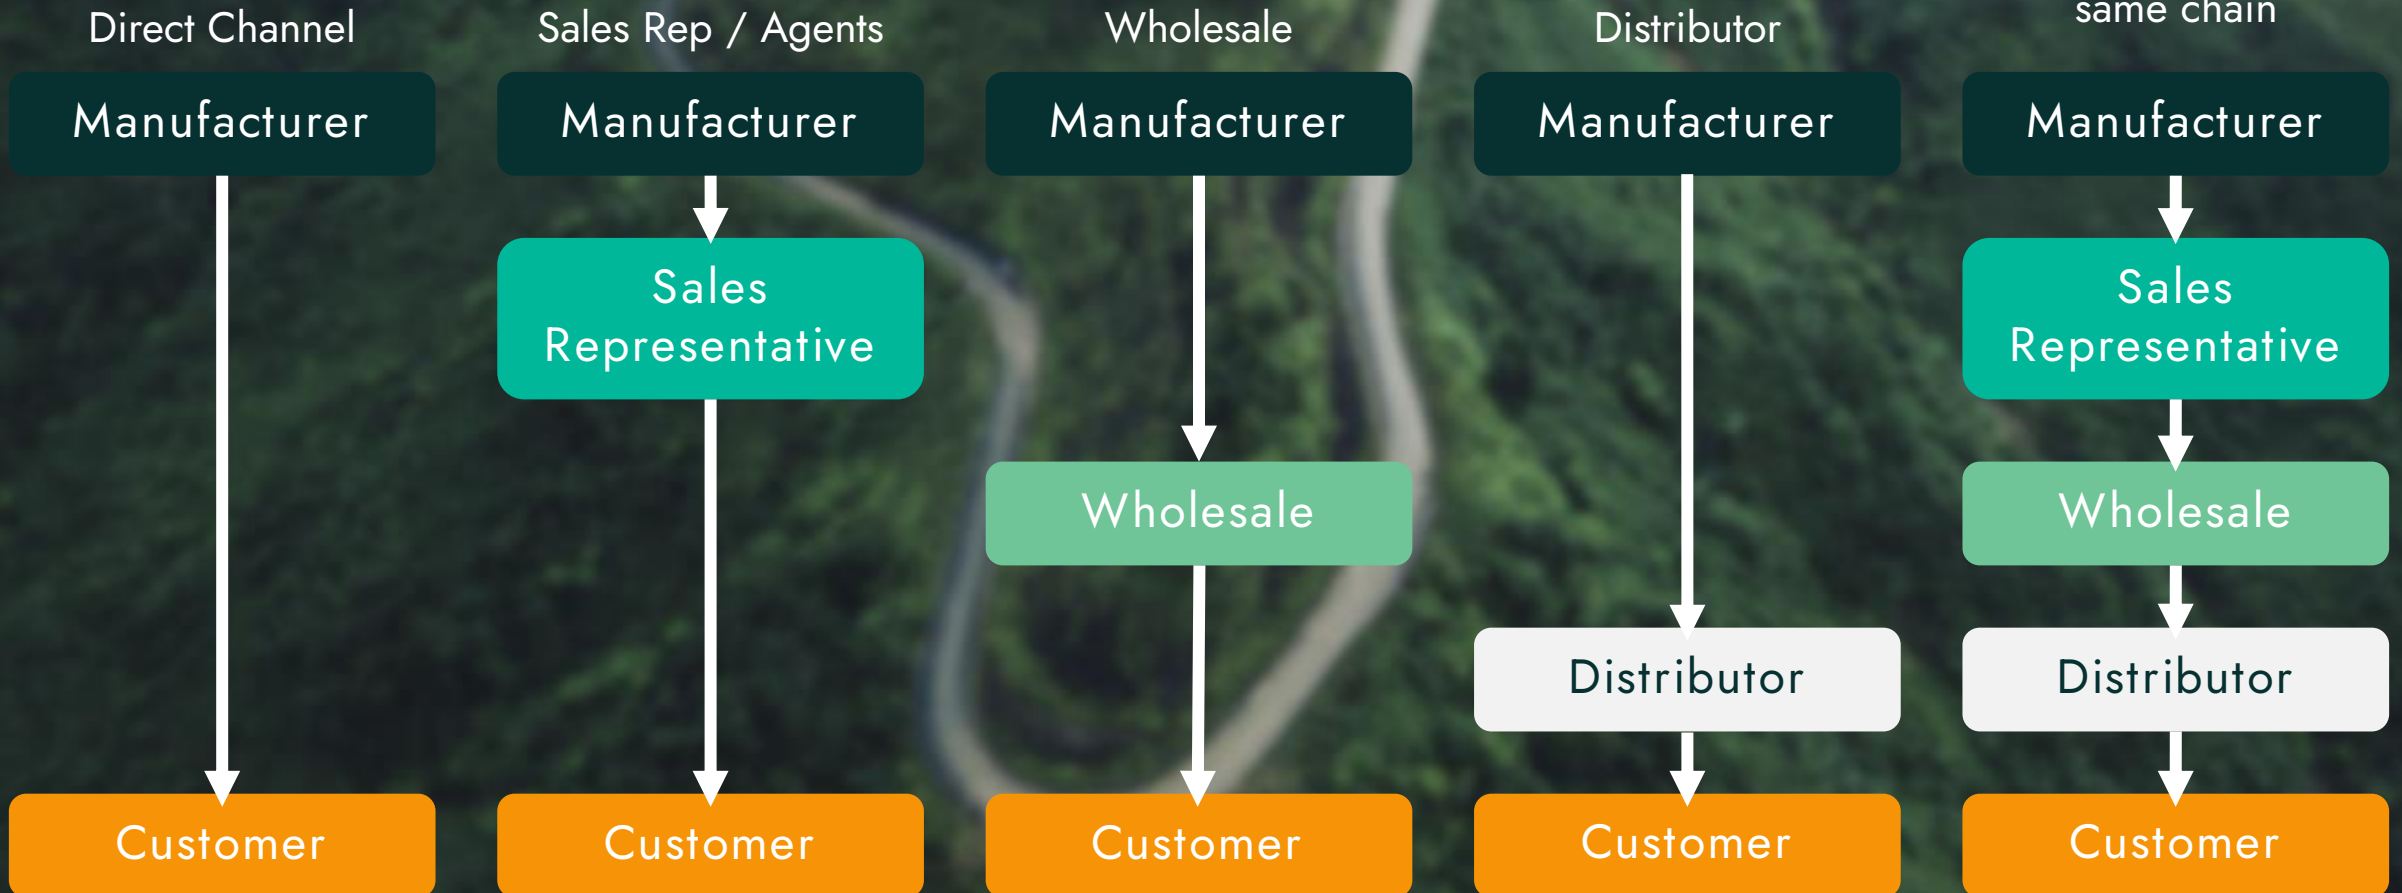 Direct Channel
Manufacturer
Customer
Sales Rep / Agents
Manufacturer
Sales
Representative
Customer
Wholesale
Manufacturer
Wholesale
Customer
Distributor
Manufacturer
Distributor
Customer
same chain
Manufacturer
Sales
Representative
Wholesale
Distributor
Customer